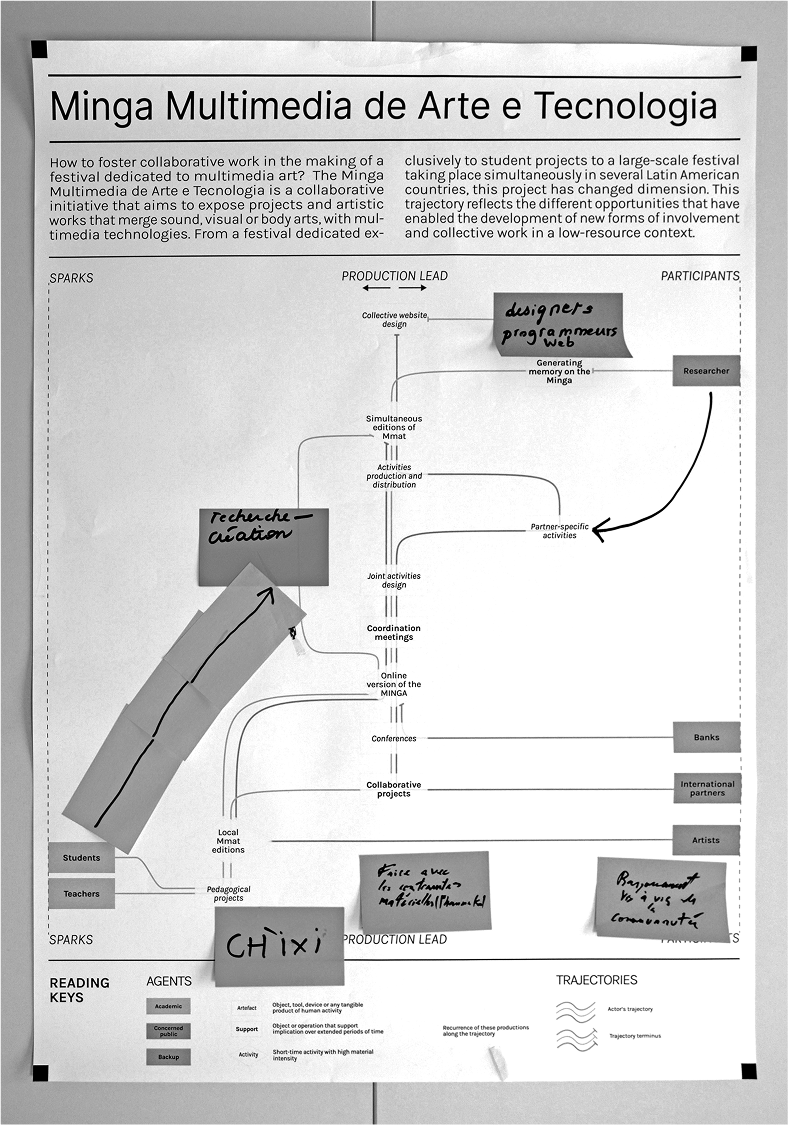 Minga Multimedia de Arte e Tecnologia
How to foster collaborative work in the making of a
festival dedicated to multimedia art? The Minga
Multimedia de Arte e Tecnologia is a collaborative
initiative that aims to expose projects and artistic
works that merge sound, visual or body arts, with mul-
timedia technologies. From a festival dedicated ex-
clusively to student projects to a large-scale festival
taking place simultaneously in several Latin American
countries, this project has changed dimension. This
trajectory reflects the different opportunities that have
enabled the development of new forms of involvement
and collective work in a low-resource context.
SPARKS
PRODUCTION LEAD
PARTICIPANTS
Collective website
design
designers
programmeurs
Web
Generating
memory on the
Minga
Researcher
Simultaneous
editions of
Mmat
Activities
production and
distribution
recherche —
création
Partner-specific
activities
Joint activities
design
Coordination
meetings
Online
version of the
MINGA
Conferences
Banks
Collaborative
projects
International
partners
Local
Mmat
editions
Artists
Students
Teachers
Pedagogical
projects
Faire avec
les contraintes
vis à vis
communauté
CH'IXI
SPARKS
PRODUCTION LEAD
READING
KEYS
AGENTS
Academic
Concerned
public
Backup
Artefact
Object, tool, device or any tangible
product of human activity
Support
Object or operation that support
implication over extended periods of time
Activity
Short-time activity with high material
intensity
Recurrence of these productions
along the trajectory
TRAJECTORIES
Actor's trajectory
Trajectory terminus